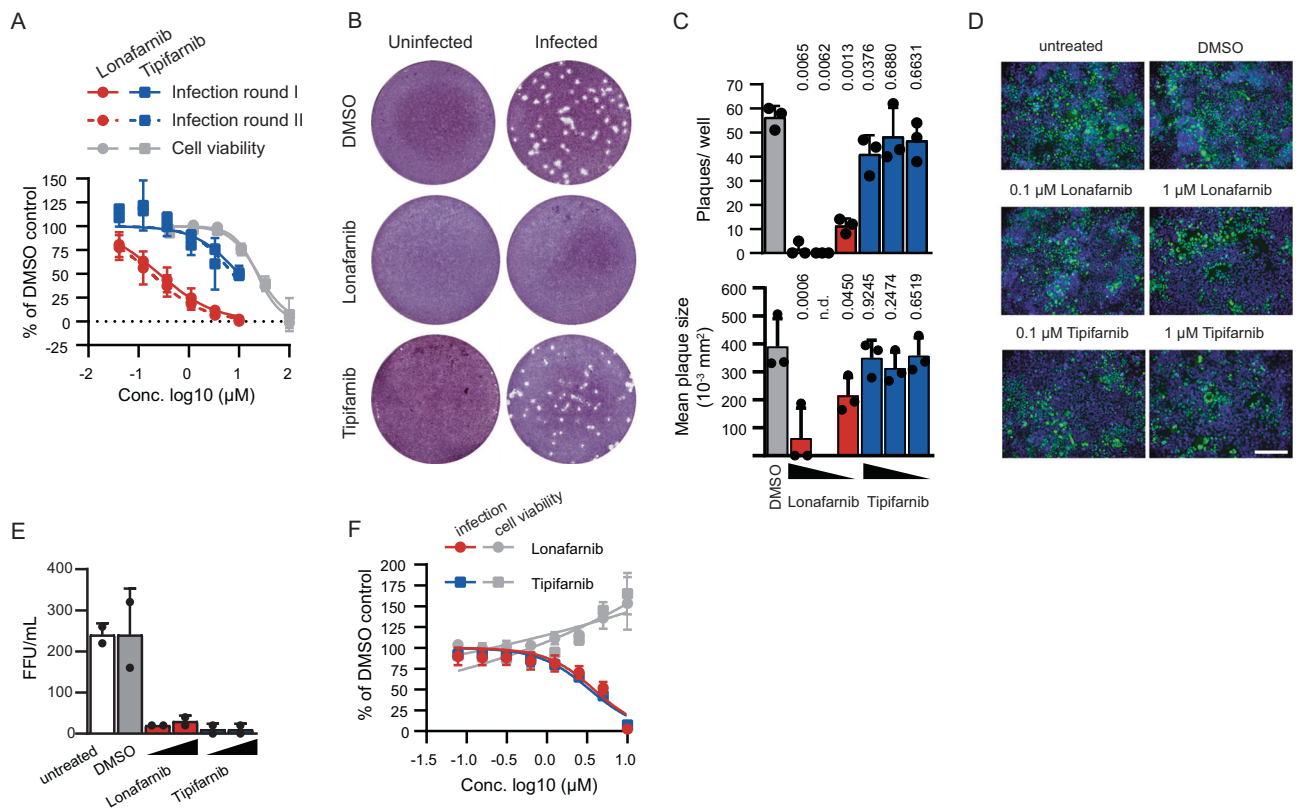 A
Lonafarnib
Tipifarnib
Infection round I
Infection round II
Cell viability
% of DMSO control
150
125
100
75
50
25
0
-25
-2 -1 0 1 2
Conc. log10 (µM)
B
Uninfected Infected
DMSO
Lonafarnib
Tipifarnib
C
0.0065 0.0062 0.0013 0.0376 0.6880 0.6631
Plaques/ well
70
60
50
40
30
20
10
0
0.0006 n.d. 0.0450 0.9245 0.2474 0.6519
Mean plaque size
(10⁻³ mm²)
600
400
300
200
100
DMSO
Lonafarnib Tipifarnib
D
untreated DMSO
0.1 µM Lonafarnib 1 µM Lonafarnib
0.1 µM Tipifarnib 1 µM Tipifarnib
E
FFU/mL
400
300
200
100
0
untreated
DMSO
Lonafarnib
Tipifarnib
F
infection
cell viability
Lonafarnib
Tipifarnib
% of DMSO control
200
175
150
125
100
75
50
25
0
-1.5 -1.0 -0.5 0.0 0.5 1.0
Conc. log10 (µM)